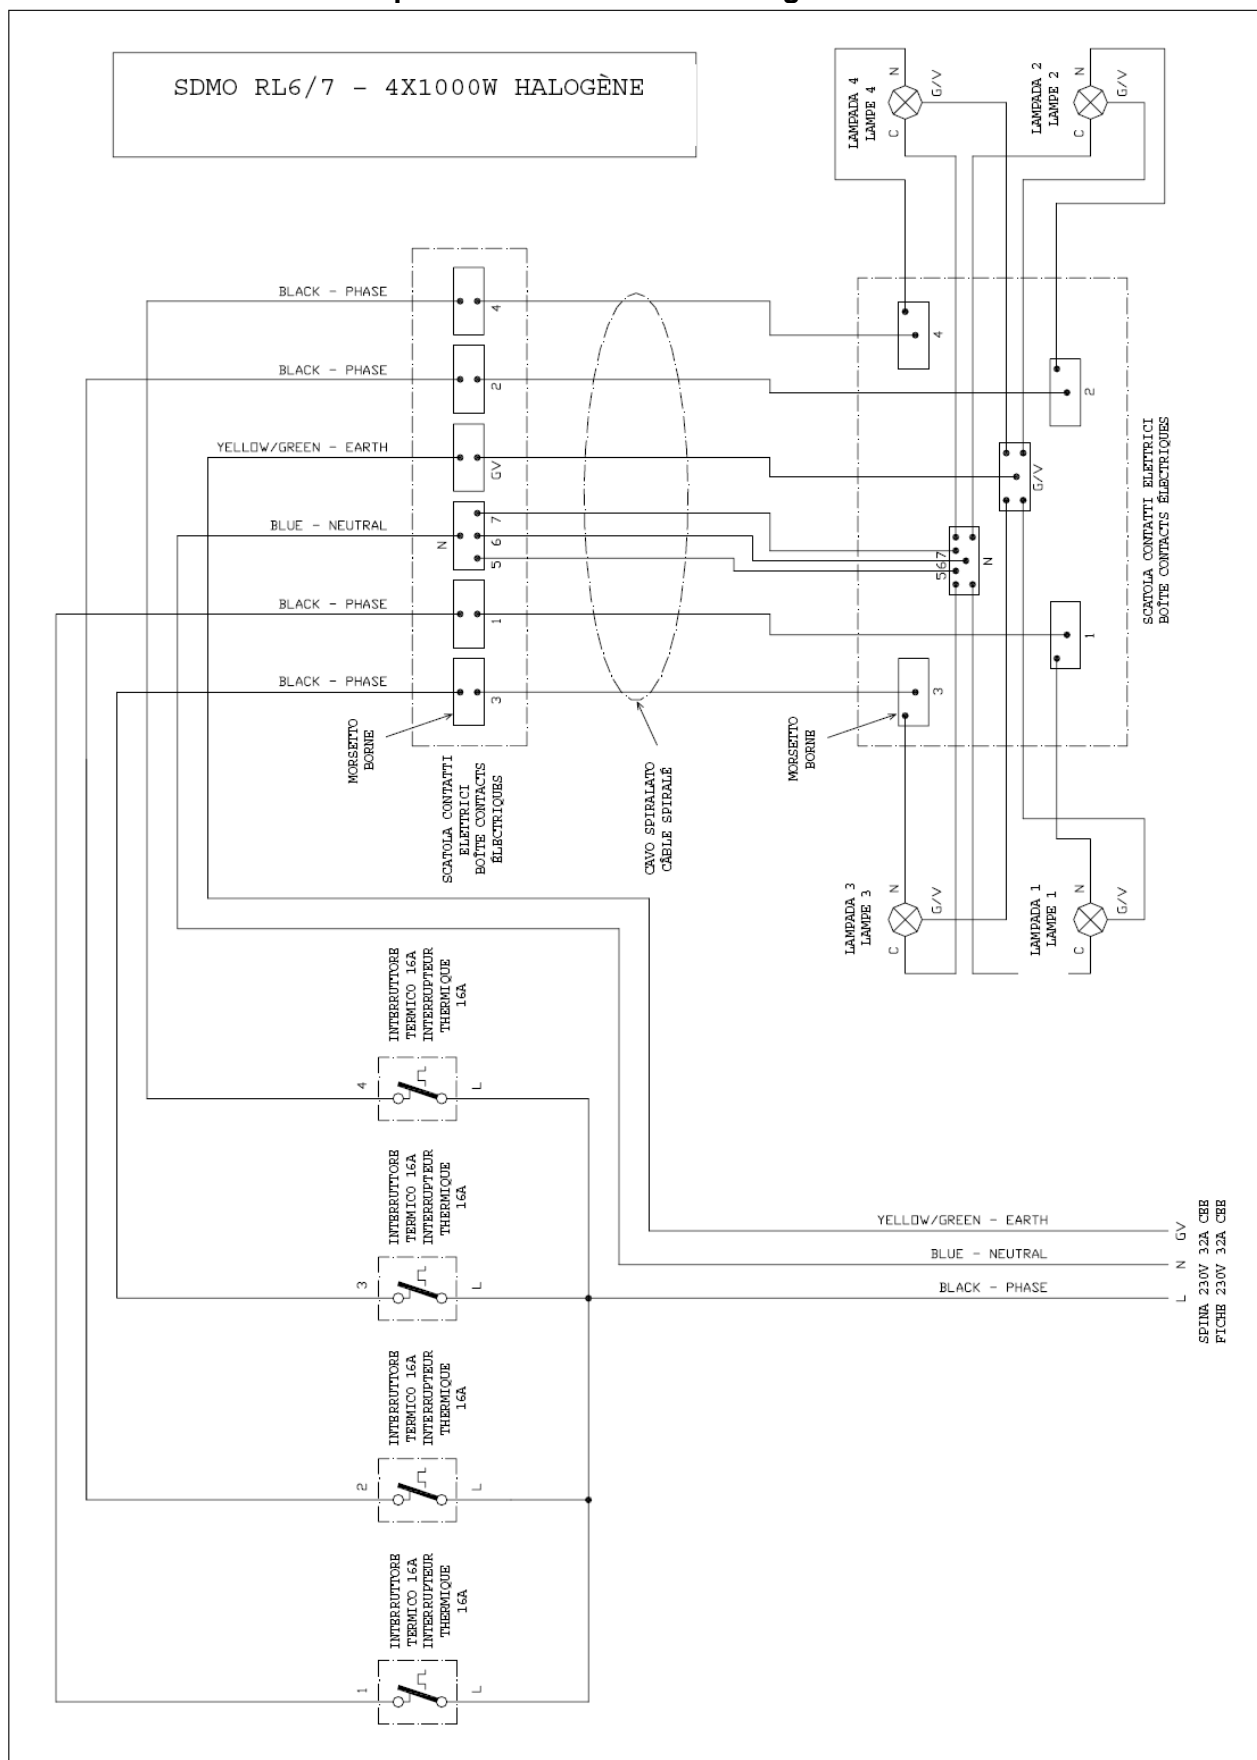 SDMO RL6/7 - 4X1000W HALOGÈNE
LAMPADA 4
LAMPE 4
N
G/V
C
LAMPADA 2
LAMPE 2
N
G/V
C
BLACK - PHASE
4
4
BLACK - PHASE
2
2
YELLOW/GREEN - EARTH
GV
G/V
BLUE - NEUTRAL
N
7
6
5
567
N
BLACK - PHASE
1
1
BLACK - PHASE
3
3
SCATOLA CONTATTI ELETTRICI
BOÎTE CONTACTS ÉLECTRIQUES
MORSETTO
BORNE
SCATOLA CONTATTI
ELETTRICI
BOÎTE CONTACTS
ÉLECTRIQUES
CAVO SPIRALATO
CÂBLE SPIRALÉ
MORSETTO
BORNE
LAMPADA 3
LAMPE 3
N
G/V
C
LAMPADA 1
LAMPE 1
N
G/V
C
INTERRUTTORE
TERMICO 16A
INTERRUPTEUR
THERMIQUE
16A
4
L
INTERRUTTORE
TERMICO 16A
INTERRUPTEUR
THERMIQUE
16A
3
L
YELLOW/GREEN - EARTH
GV
BLUE - NEUTRAL
N
BLACK - PHASE
L
SPINA 230V 32A CEE
FICHE 230V 32A CEE
INTERRUTTORE
TERMICO 16A
INTERRUPTEUR
THERMIQUE
16A
2
L
INTERRUTTORE
TERMICO 16A
INTERRUPTEUR
THERMIQUE
16A
1
L